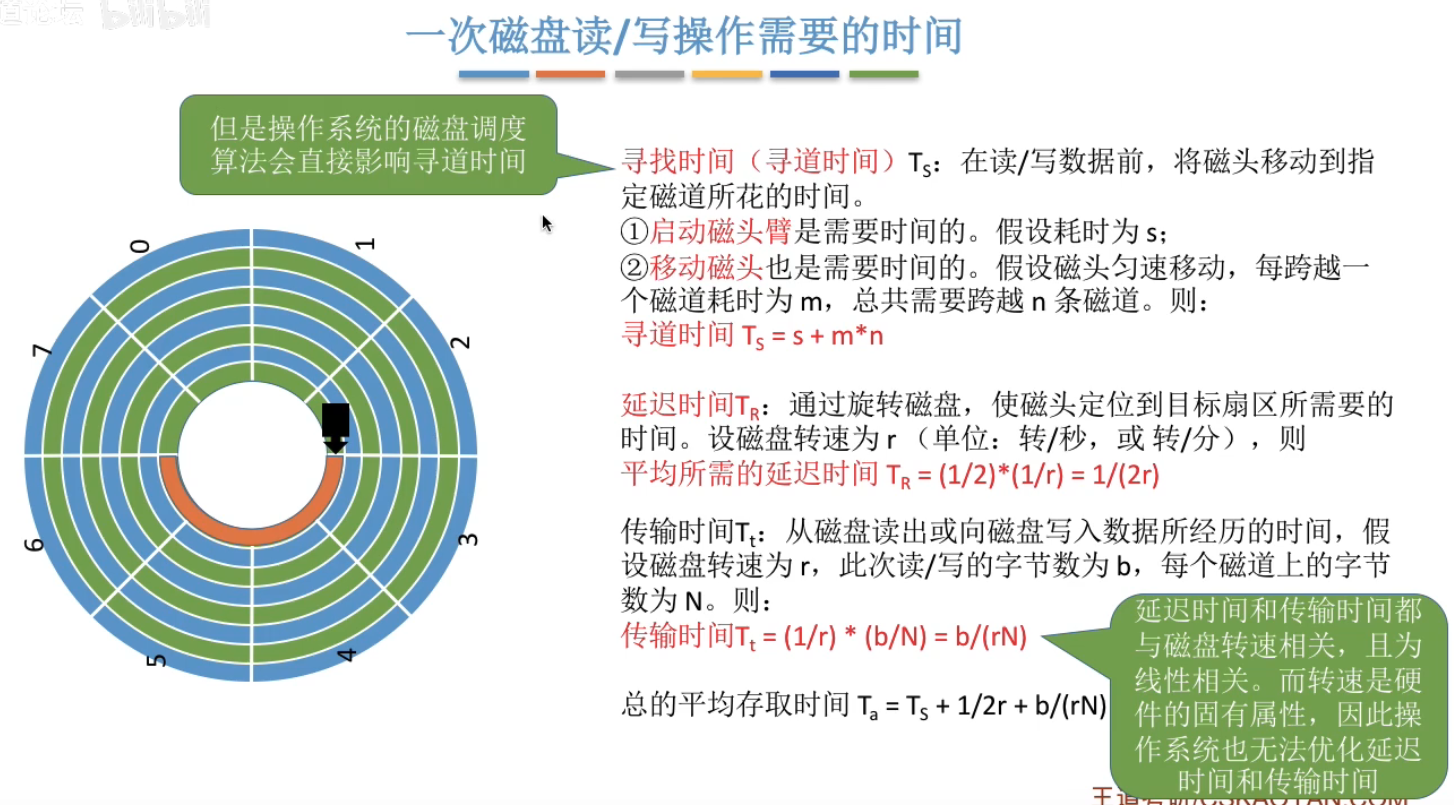 一次磁盘读/写操作需要的时间
但是操作系统的磁盘调度
算法会直接影响寻道时间
寻找时间（寻道时间）TS：在读/写数据前，将磁头移动到指
定磁道所花的时间。
①启动磁头臂是需要时间的。假设耗时为 s；
②移动磁头也是需要时间的。假设磁头匀速移动，每跨越一
个磁道耗时为 m，总共需要跨越 n 条磁道。则：
寻道时间 TS = s + m*n
延迟时间TR：通过旋转磁盘，使磁头定位到目标扇区所需要的
时间。设磁盘转速为 r （单位：转/秒，或 转/分），则
平均所需的延迟时间 TR = (1/2)*(1/r) = 1/(2r)
传输时间Tt：从磁盘读出或向磁盘写入数据所经历的时间，假
设磁盘转速为 r，此次读/写的字节数为 b，每个磁道上的字节
数为 N。则：
传输时间Tt = (1/r) * (b/N) = b/(rN)
总的平均存取时间 Ta = TS + 1/2r + b/(rN)
延迟时间和传输时间都
与磁盘转速相关，且为
线性相关。而转速是硬
件的固有属性，因此操
作系统也无法优化延迟
时间和传输时间
0
1
2
3
4
5
6
7
bilibili